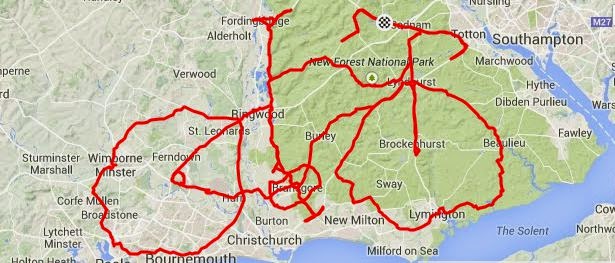 Nursling
Fordingbridge
Cadnam
M27
Alderholt
Totton
Southampton
New Forest National Park
Marchwood
Verwood
Lyndhurst
Hythe
Dibden Purlieu
Ringwood
St. Leonards
Fawley
Burley
Beaulieu
Sturminster
Marshall
Wimborne
Minster
Ferndown
Brockenhurst
Bransgore
Sway
Corfe Mullen
Hurn
Broadstone
Burton
New Milton
Lymington
The Solent
Lytchett
Minster
Christchurch
Milford on Sea
Holton Heath
Poole
Bournemouth